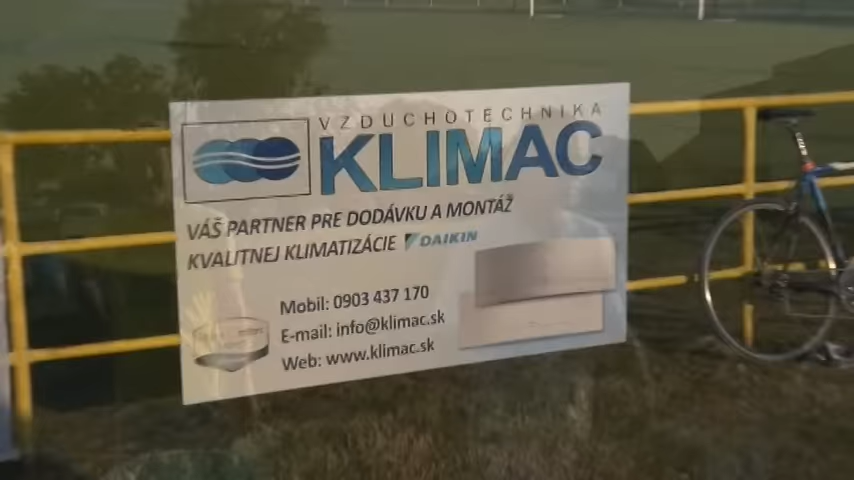 VZDUCHOTECHNIKA
KLIMAC
VÁŠ PARTNER PRE DODÁVKU A MONTÁŽ
KVALITNEJ KLIMATIZÁCIE DAIKIN
Mobil: 0903 437 170
E-mail: info@klimac.sk
Web: www.klimac.sk